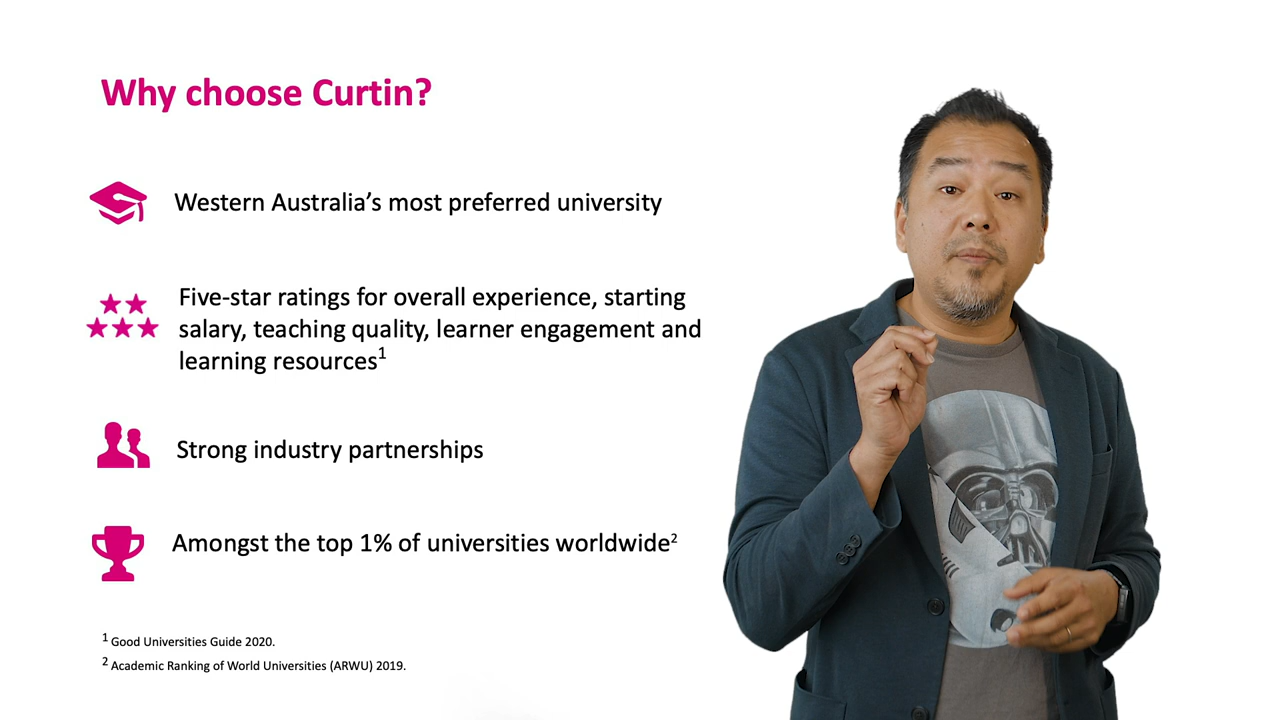 Why choose Curtin?
Western Australia’s most preferred university
Five-star ratings for overall experience, starting
salary, teaching quality, learner engagement and
learning resources1
Strong industry partnerships
Amongst the top 1% of universities worldwide2
1 Good Universities Guide 2020.
2 Academic Ranking of World Universities (ARWU) 2019.